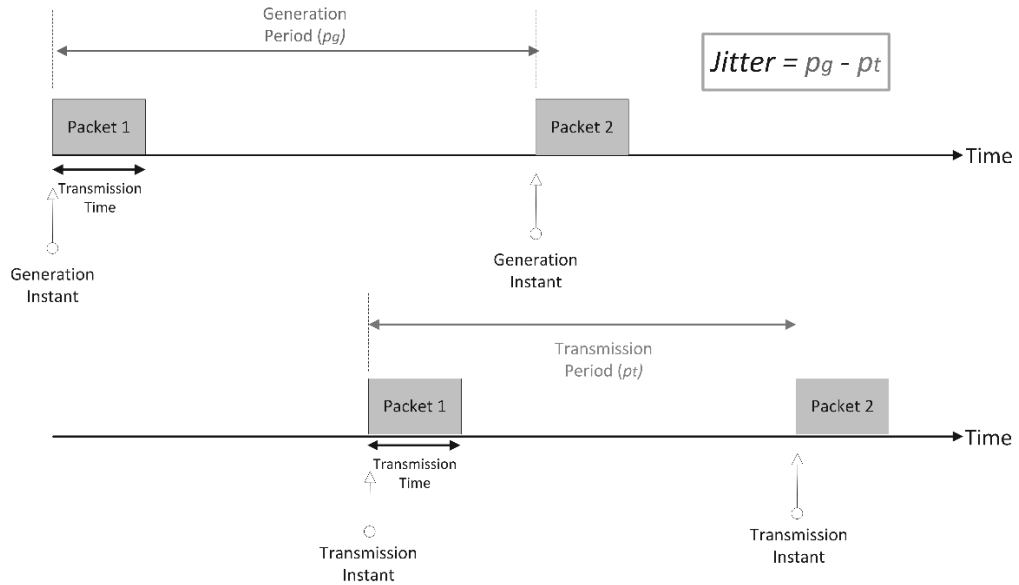 Generation
Period (pg)
Jitter = pg - pt
Packet 1
Packet 2
Time
Transmission
Time
Generation
Instant
Generation
Instant
Transmission
Period (pt)
Packet 1
Packet 2
Time
Transmission
Time
Transmission
Instant
Transmission
Instant